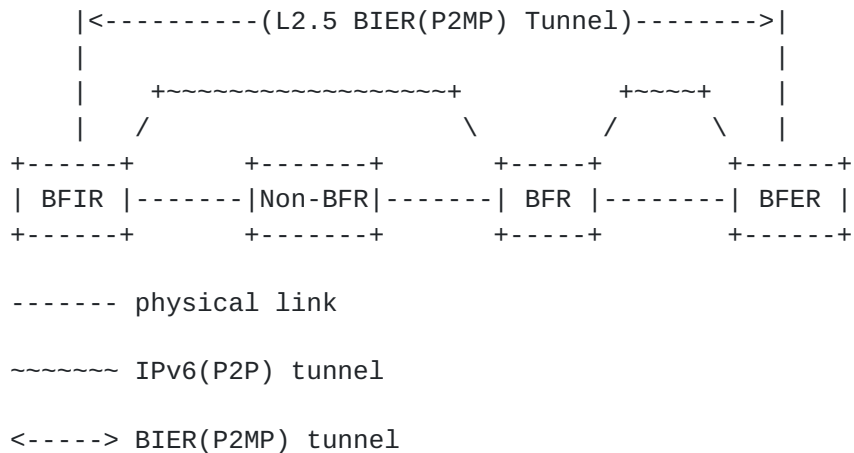 |<----------(L2.5 BIER(P2MP) Tunnel)-------->|
|                                            |
|    +~~~~~~~~~~~~~~~~~~+          +~~~~+    |
|   /                    \        /      \   |
+------+       +-------+       +-----+        +------+
| BFIR |-------|Non-BFR|-------| BFR |--------| BFER |
+------+       +-------+       +-----+        +------+
------- physical link
~~~~~~~ IPv6(P2P) tunnel
<-----> BIER(P2MP) tunnel